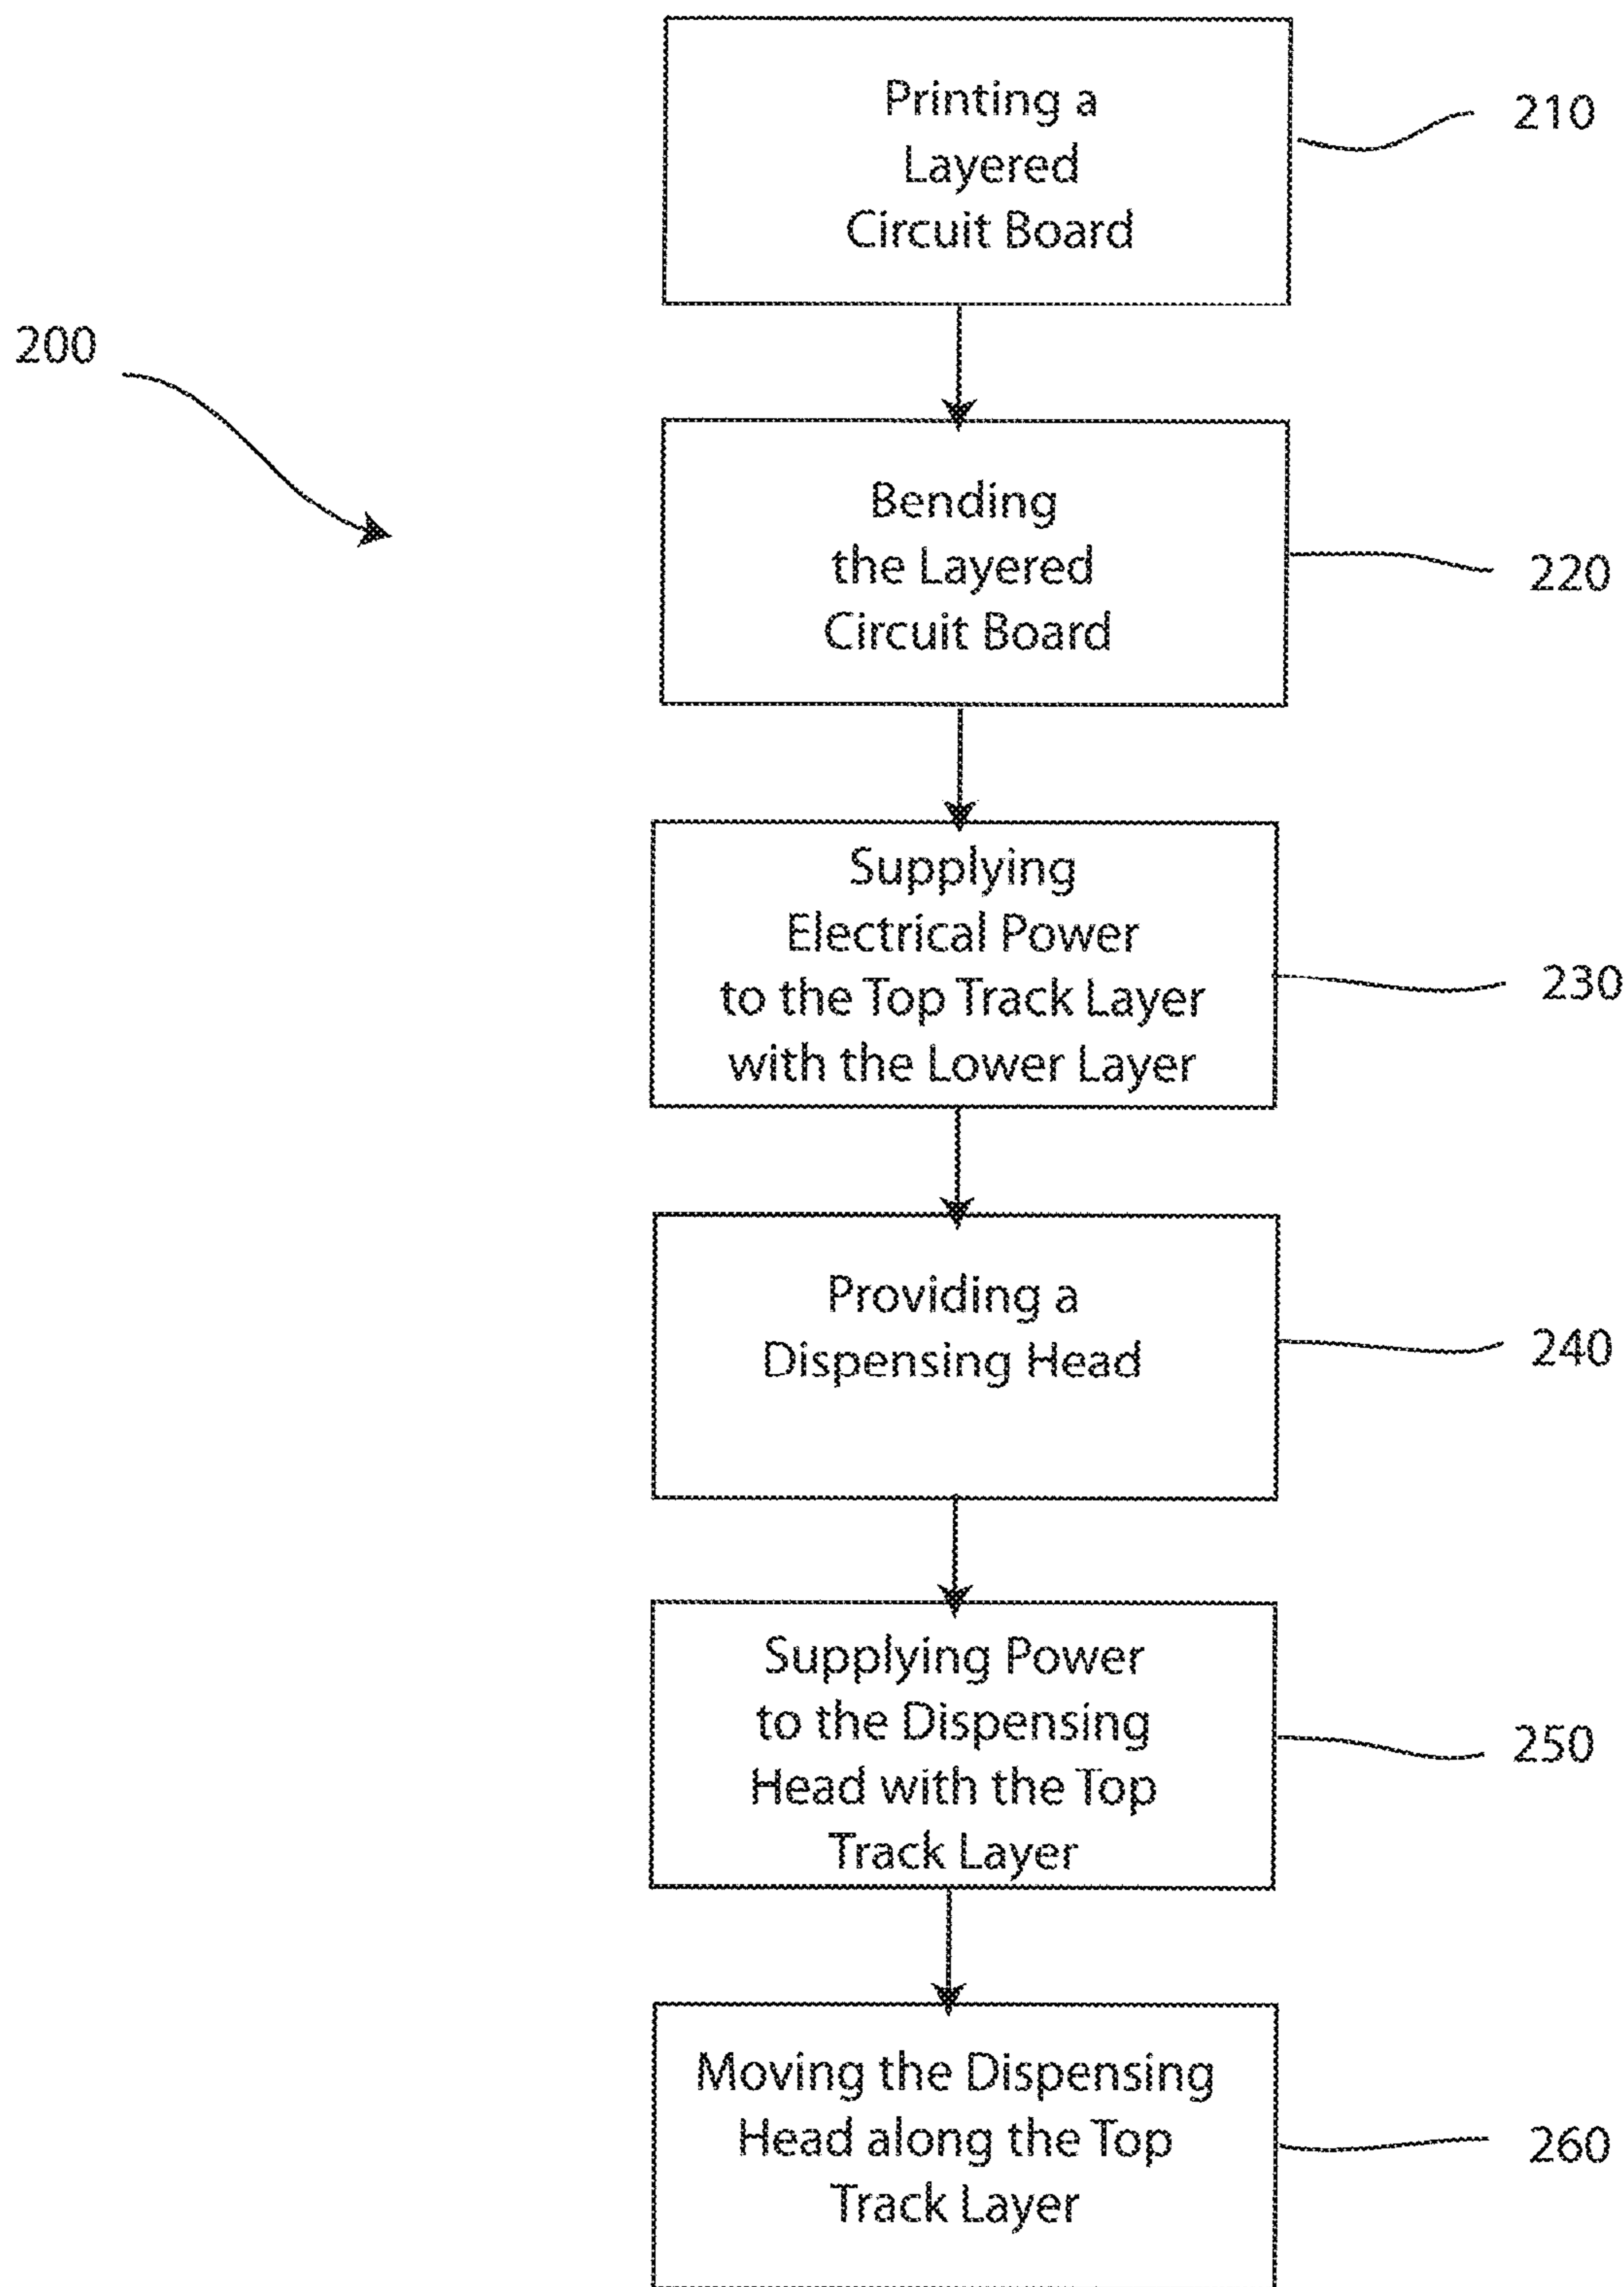 Printing a
Layered
Circuit Board
210
200
Bending
the Layered
Circuit Board
220
Supplying
Electrical Power
to the Top Track Layer
with the Lower Layer
230
Providing a
Dispensing Head
240
Supplying Power
to the Dispensing
Head with the Top
Track Layer
250
Moving the Dispensing
Head along the Top
Track Layer
260